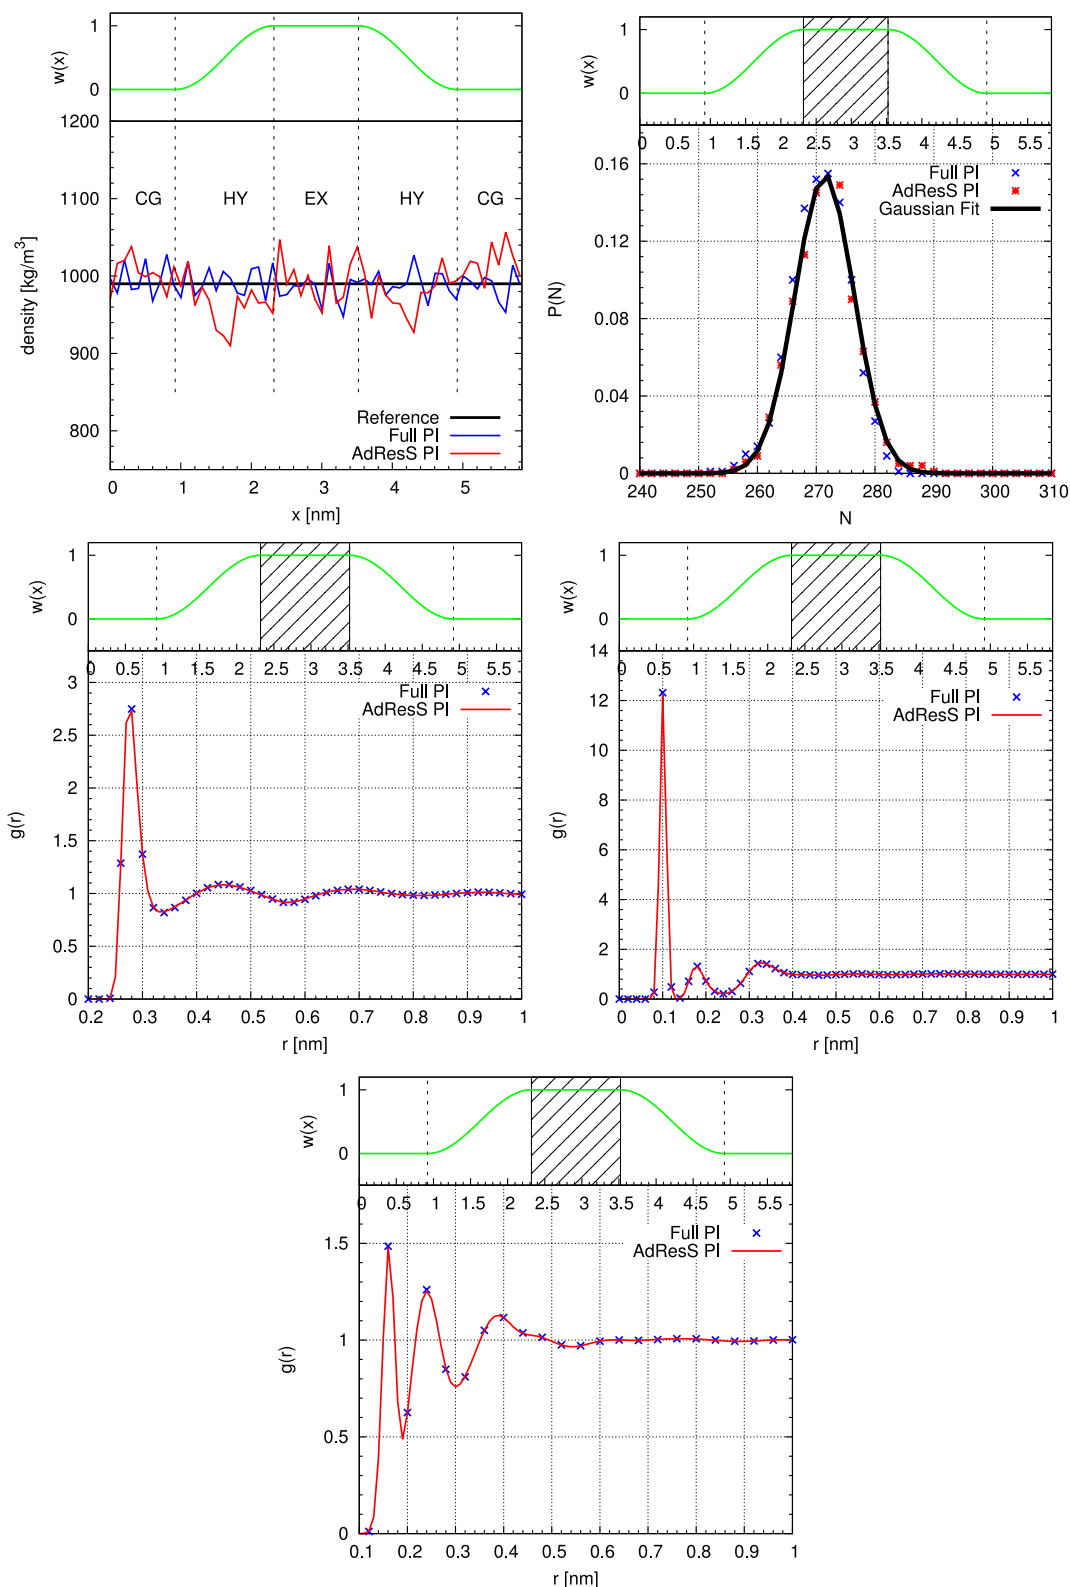 1
0
w(x)
1200
1100
1000
900
800
density [kg/m³]
CG HY EX HY CG
Reference
Full PI
AdResS PI
0 1 2 3 4 5
x [nm]
1
0
w(x)
0 0.5 1 1.5 2 2.5 3 3.5 4 4.5 5 5.5
0.16
0.12
0.08
0.04
0
P(N)
Full PI
AdResS PI
Gaussian Fit
240 250 260 270 280 290 300 310
N
1
0
w(x)
0 0.5 1 1.5 2 2.5 3 3.5 4 4.5 5 5.5
3
2.5
2
1.5
1
0.5
0
g(r)
Full PI
AdResS PI
0.2 0.3 0.4 0.5 0.6 0.7 0.8 0.9 1
r [nm]
1
0
w(x)
0 0.5 1 1.5 2 2.5 3 3.5 4 4.5 5 5.5
14
12
10
8
6
4
2
0
g(r)
Full PI
AdResS PI
0 0.1 0.2 0.3 0.4 0.5 0.6 0.7 0.8 0.9 1
r [nm]
1
0
w(x)
0 0.5 1 1.5 2 2.5 3 3.5 4 4.5 5 5.5
1.5
1
0.5
0
g(r)
Full PI
AdResS PI
0.1 0.2 0.3 0.4 0.5 0.6 0.7 0.8 0.9 1
r [nm]